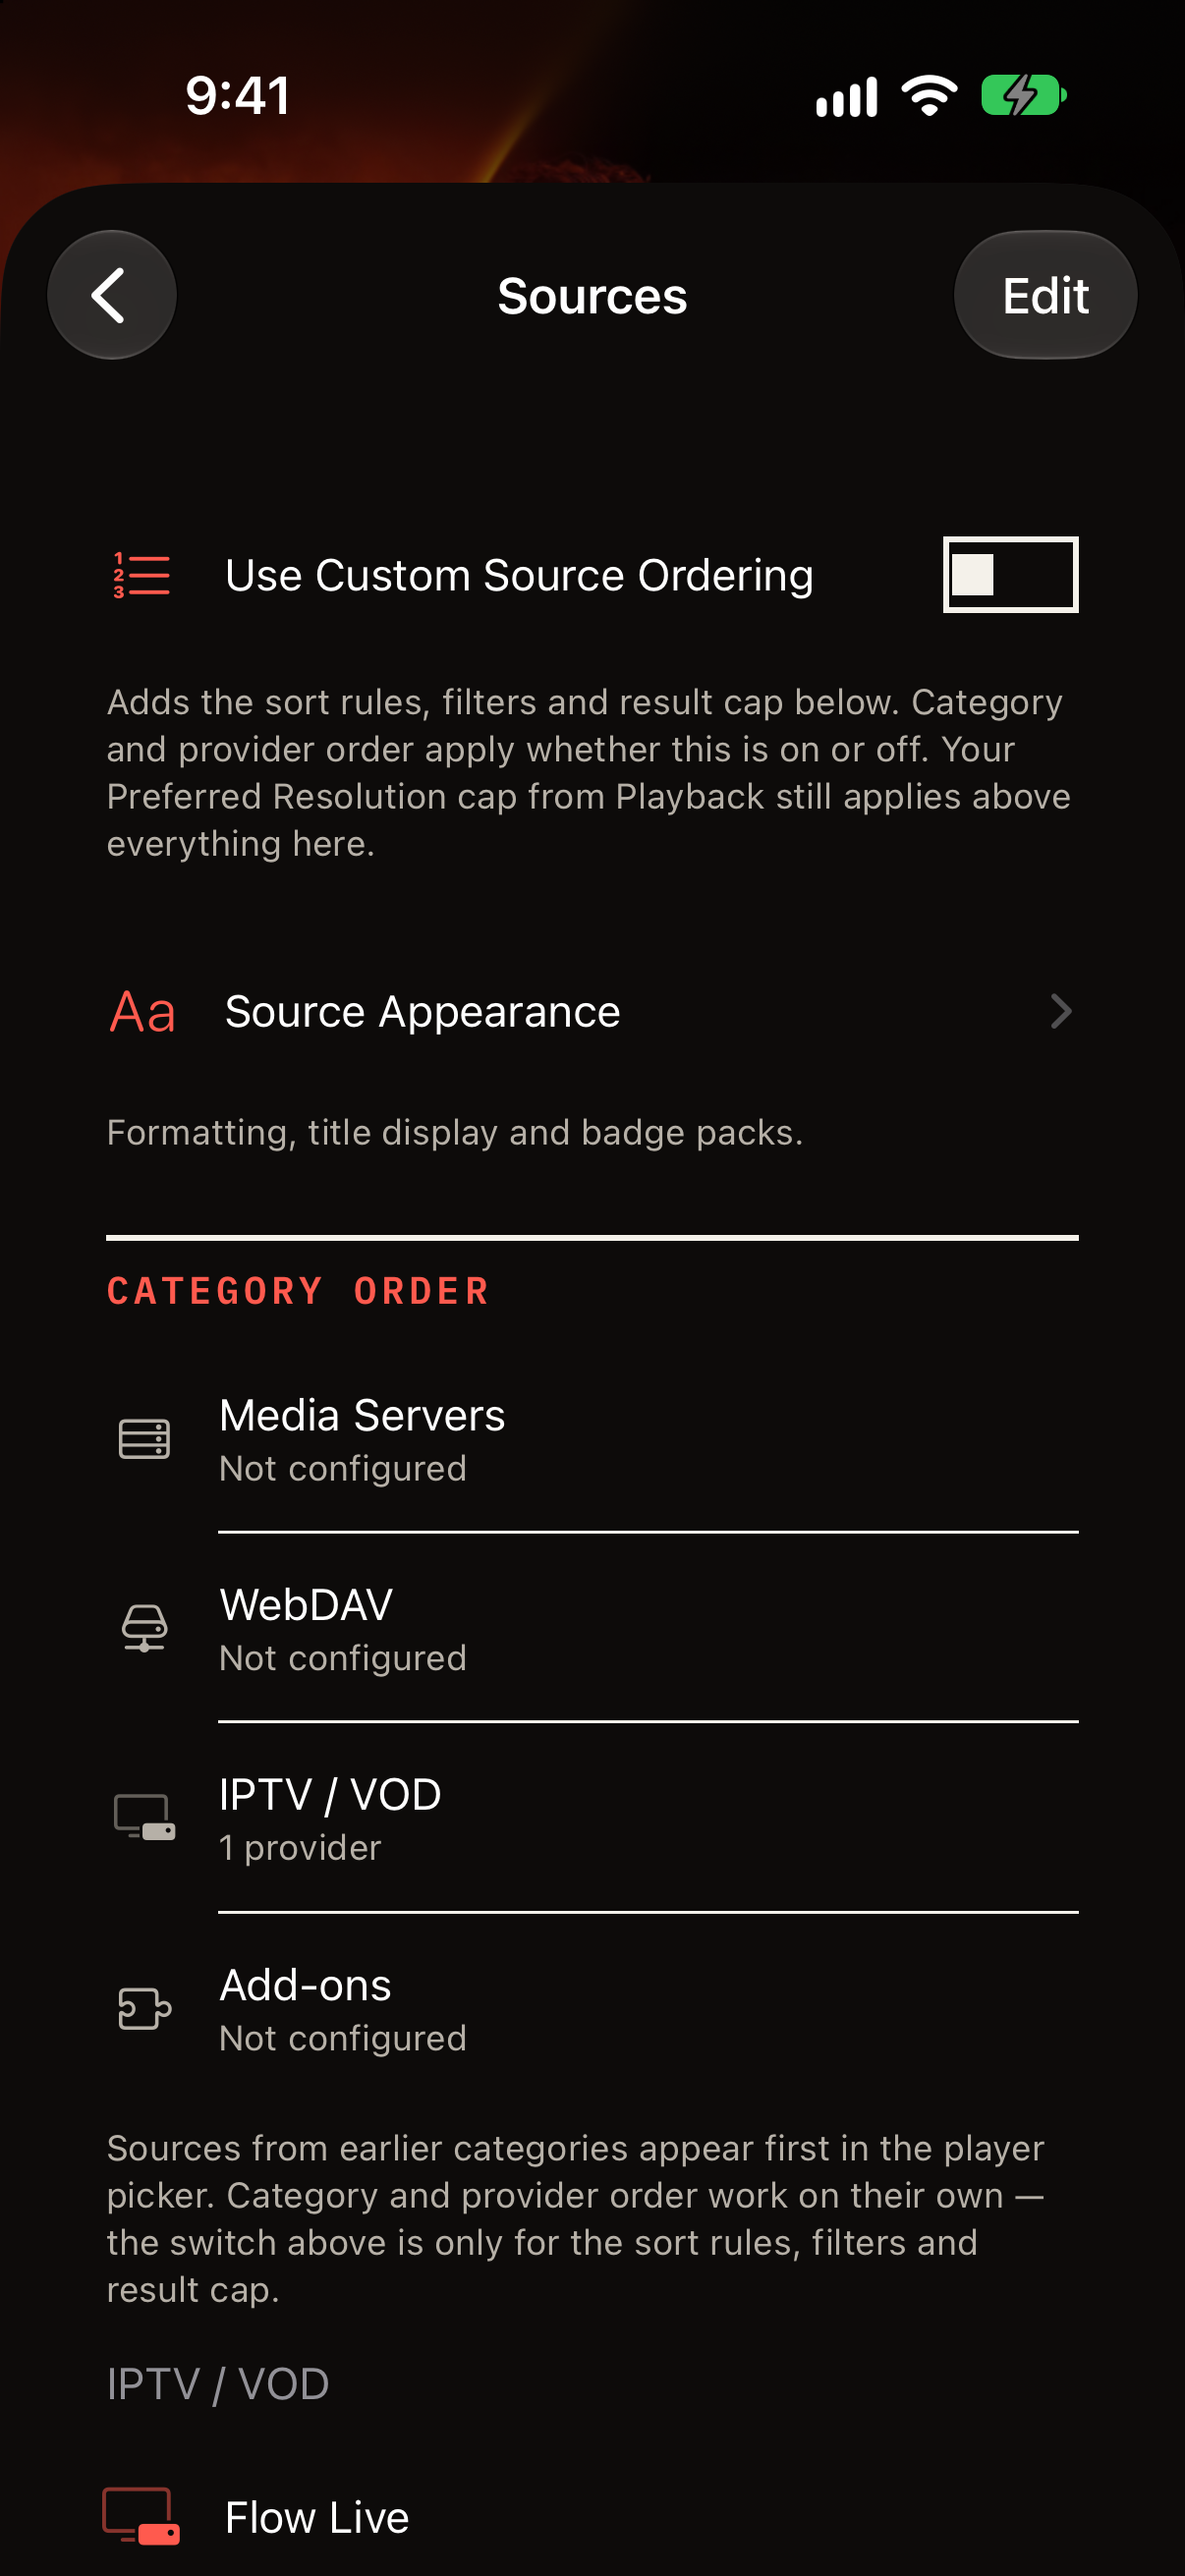 9:41
Sources
Edit
1
2
3
Use Custom Source Ordering
Adds the sort rules, filters and result cap below. Category
and provider order apply whether this is on or off. Your
Preferred Resolution cap from Playback still applies above
everything here.
Aa
Source Appearance
Formatting, title display and badge packs.
CATEGORY ORDER
Media Servers
Not configured
WebDAV
Not configured
IPTV / VOD
1 provider
Add-ons
Not configured
Sources from earlier categories appear first in the player
picker. Category and provider order work on their own —
the switch above is only for the sort rules, filters and
result cap.
IPTV / VOD
Flow Live